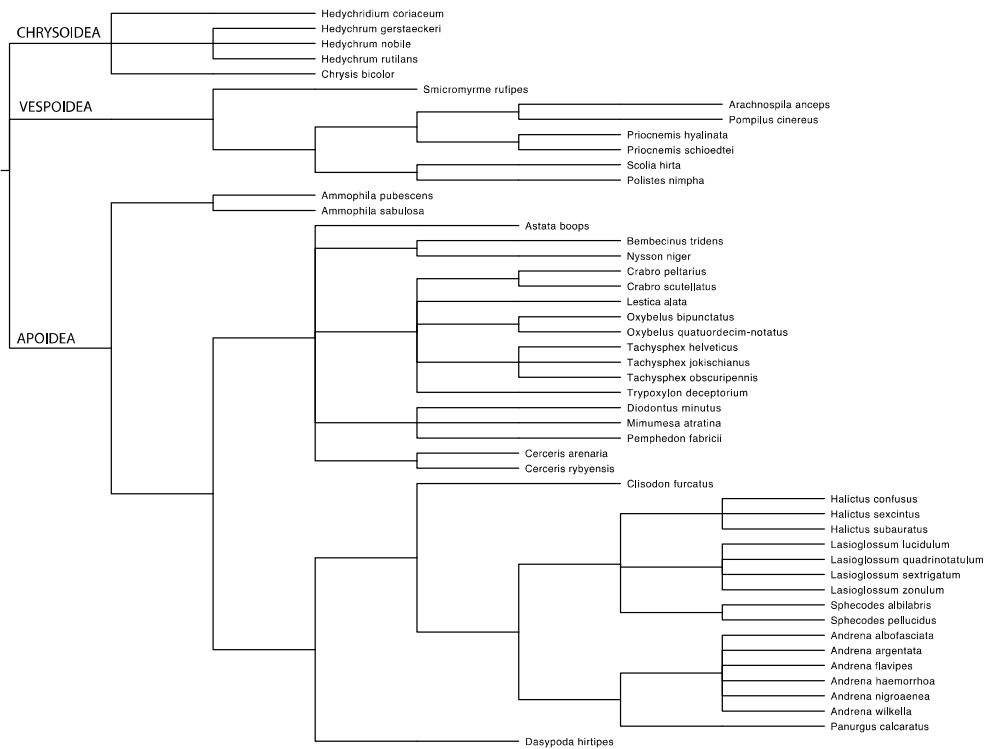 Hedychridium coriaceum
CHRYSOIDEA
Hedychrum gerstaeckeri
Hedychrum nobile
Hedychrum rutilans
Chrysis bicolor
Smicromyrme rufipes
VESPOIDEA
Arachnospila anceps
Pompilus cinereus
Priocnemis hyalinata
Priocnemis schioedtei
Scolia hirta
Polistes nimpha
Ammophila pubescens
Ammophila sabulosa
Astata boops
Bembecinus tridens
Nysson niger
Crabro peltarius
Crabro scutellatus
Lestica alata
Oxybelus bipunctatus
Oxybelus quatuordecim-notatus
APOIDEA
Tachysphex helveticus
Tachysphex jokischianus
Tachysphex obscuripennis
Trypoxylon deceptorium
Diodontus minutus
Mimumesa atratina
Pemphedon fabricii
Cerceris arenaria
Cerceris rybyensis
Clisodon furcatus
Halictus confusus
Halictus sexcintus
Halictus subauratus
Lasioglossum lucidulum
Lasioglossum quadrinotatulum
Lasioglossum sextrigatum
Lasioglossum zonulum
Sphecodes albilabris
Sphecodes pellucidus
Andrena albofasciata
Andrena argentata
Andrena flavipes
Andrena haemorrhoa
Andrena nigroaenea
Andrena wilkella
Panurgus calcaratus
Dasypoda hirtipes